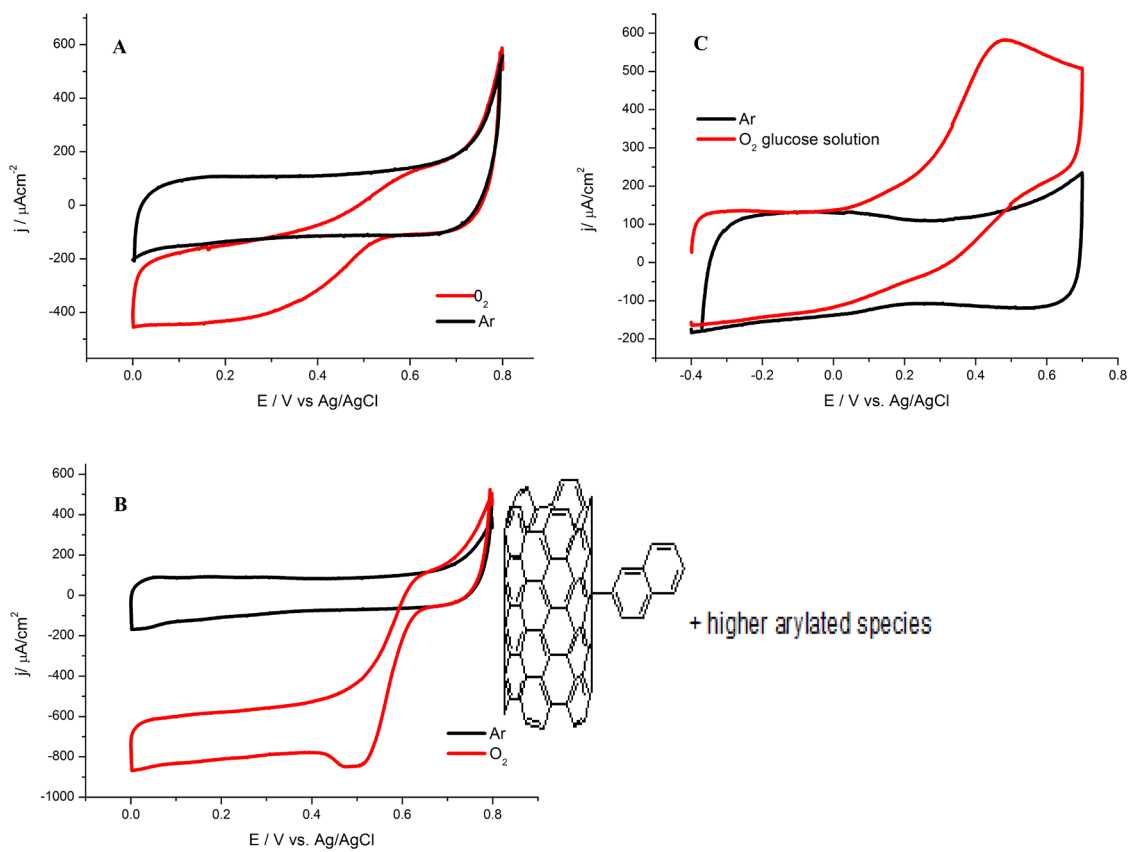 A
600
400
200
0
-200
-400
j / µAcm-2
0.0
0.2
0.4
0.6
0.8
E / V vs Ag/AgCl
02
Ar
C
600
500
400
300
200
100
0
-100
-200
j/ µA/cm2
-0.4
-0.2
0.0
0.2
0.4
0.6
0.8
E / V vs. Ag/AgCl
Ar
O2 glucose solution
B
600
400
200
0
-200
-400
-600
-800
-1000
j/ µA/cm2
0.0
0.2
0.4
0.6
0.8
E / V vs. Ag/AgCl
Ar
O2
+ higher arylated species